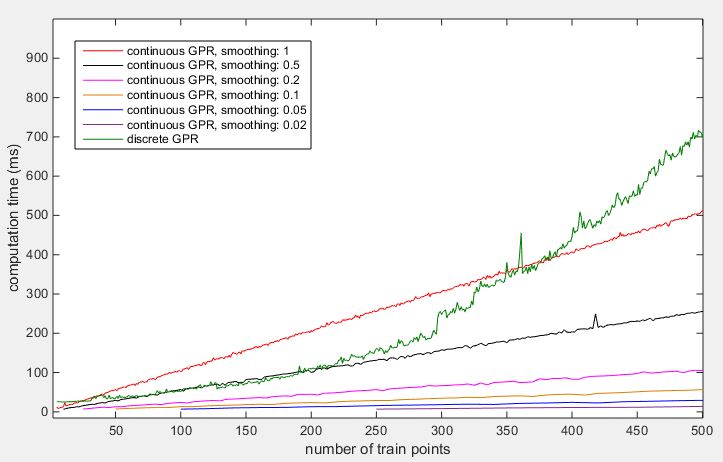 900
continuous GPR, smoothing: 1
continuous GPR, smoothing: 0.5
continuous GPR, smoothing: 0.2
continuous GPR, smoothing: 0.1
continuous GPR, smoothing: 0.05
continuous GPR, smoothing: 0.02
discrete GPR
800
700
600
500
400
300
200
100
0
computation time (ms)
50 100 150 200 250 300 350 400 450 500
number of train points